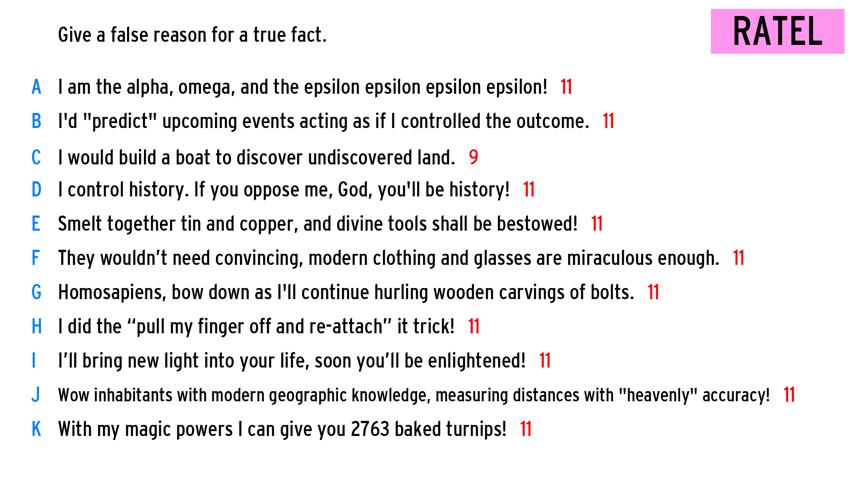 Give a false reason for a true fact.
RATEL
A I am the alpha, omega, and the epsilon epsilon epsilon epsilon! 11
B I'd "predict" upcoming events acting as if I controlled the outcome. 11
C I would build a boat to discover undiscovered land. 9
D I control history. If you oppose me, God, you'll be history! 11
E Smelt together tin and copper, and divine tools shall be bestowed! 11
F They wouldn’t need convincing, modern clothing and glasses are miraculous enough. 11
G Homosapiens, bow down as I'll continue hurling wooden carvings of bolts. 11
H I did the “pull my finger off and re-attach” it trick! 11
I I’ll bring new light into your life, soon you’ll be enlightened! 11
J Wow inhabitants with modern geographic knowledge, measuring distances with "heavenly" accuracy! 11
K With my magic powers I can give you 2763 baked turnips! 11